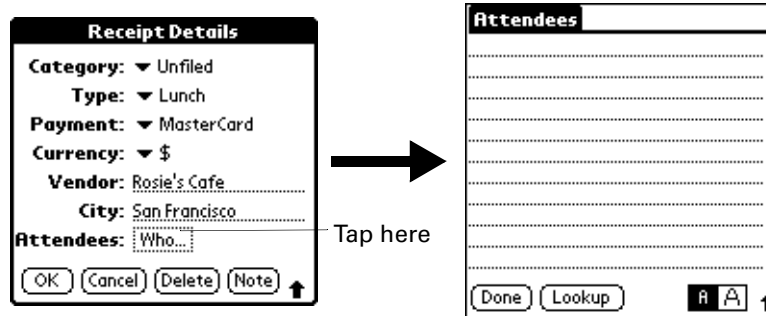 Receipt Details
Category: Unfiled
Type: Lunch
Payment: MasterCard
Currency: $
Vendor: Rosie's Cafe
City: San Francisco
Attendees: Who...
OK Cancel Delete Note
Tap here
Attendees
Done Lookup A A